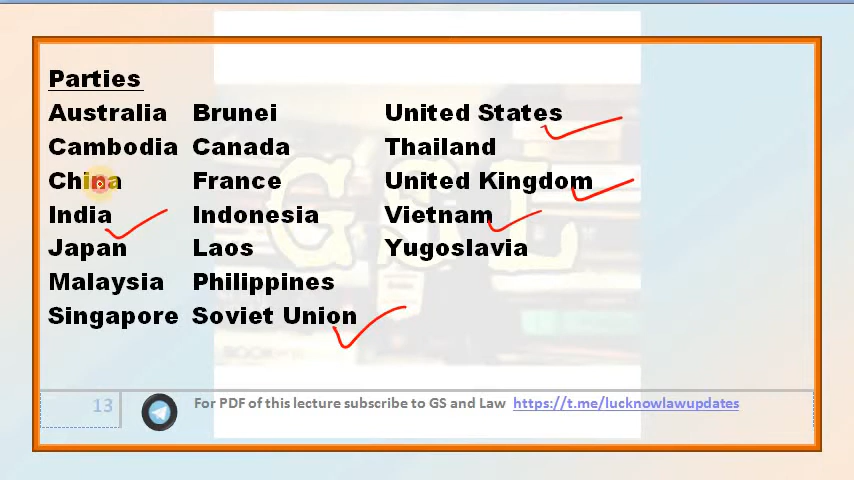 Parties
Australia Brunei United States
Cambodia Canada Thailand
China France United Kingdom
India Indonesia Vietnam
Japan Laos Yugoslavia
Malaysia Philippines
Singapore Soviet Union
GSL
13 For PDF of this lecture subscribe to GS and Law https://t.me/lucknowlawupdates